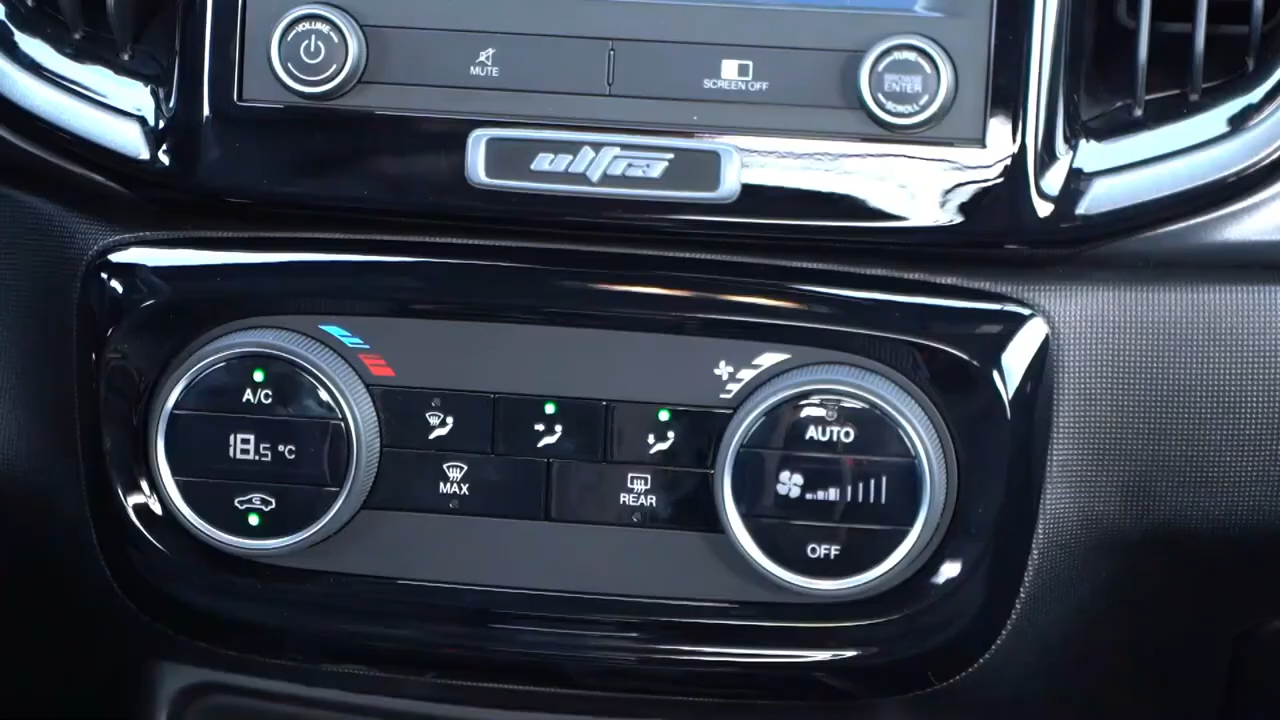 VOLUME
MUTE
SCREEN OFF
TUNE
BROWSE
ENTER
SCROLL
ultra
A/C
18.5 °C
MAX
REAR
AUTO
OFF